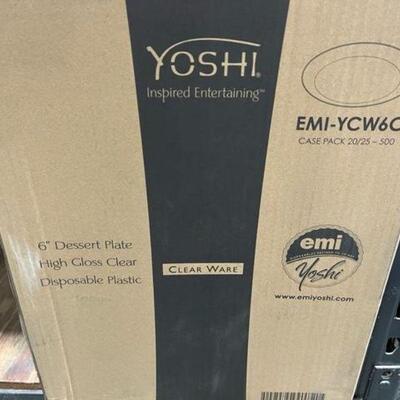 YOSHI®
Inspired Entertaining™
EMI-YCW6C
CASE PACK 20/25 – 500
6" Dessert Plate
High Gloss Clear
Disposable Plastic
CLEAR WARE
emi
Yoshi
www.emiyoshi.com